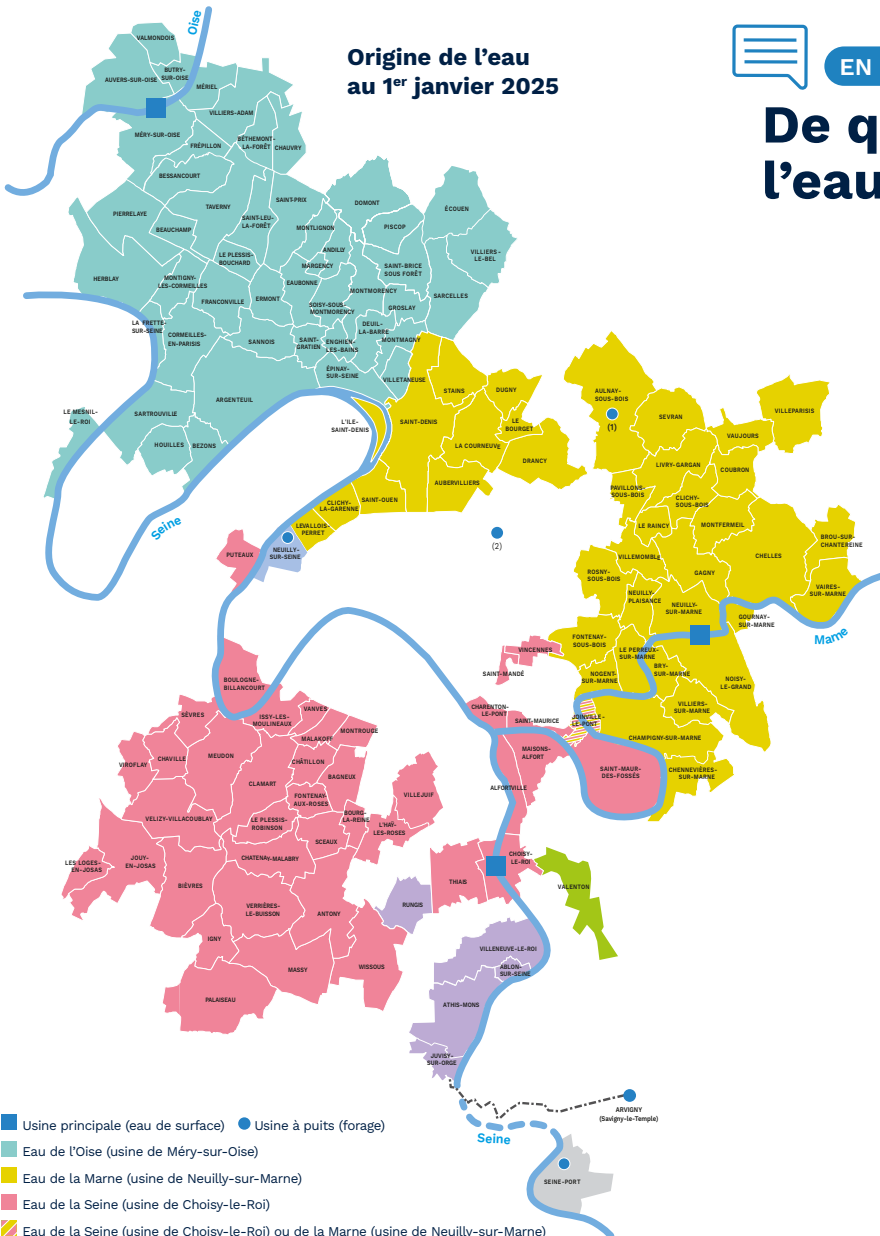 Oise
Origine de l'eau
au 1er janvier 2025
EN
De q
l'eau
VALMONDOIS
BUTRY-
SUR-OISE
AUVERS-SUR-OISE
MÉRIEL
VILLIERS-ADAM
MÉRY-SUR-OISE
FRÉPILLON
BÉTHEMONT-
LA-FORÊT
CHAUVRY
BESSANCOURT
PIERRELAYE
TAVERNY
SAINT-PRIX
BEAUCHAMP
SAINT-LEU-
LA-FORÊT
MONTLIGNON
DOMONT
PISCOP
ÉCOUEN
VILLIERS-
LE-BEL
ANDILLY
MARGENCY
LE PLESSIS-
BOUCHARD
SAINT-BRICE
SOUS FORÊT
HERBLAY
MONTIGNY-
LES-CORMEILLES
EAUBONNE
MONTMORENCY
SARCELLES
FRANCONVILLE
ERMONT
SOISY-SOUS-
MONTMORENCY
GROSLAY
LA FRETTE-
SUR-SEINE
CORMEILLES-
EN-PARISIS
SANNOIS
SAINT-
GRATIEN
ENGHIEN-
LES-BAINS
DEUIL-
LA-BARRE
MONTMAGNY
ÉPINAY-
SUR-SEINE
VILLETANEUSE
ARGENTEUIL
LE MESNIL-
LE-ROI
SARTROUVILLE
HOUILLES
BEZONS
Seine
L'ILE-
SAINT-DENIS
SAINT-DENIS
STAINS
DUGNY
LE
BOURGET
LA COURNEUVE
DRANCY
AUBERVILLIERS
SAINT-OUEN
CLICHY-
LA-GARENNE
LEVALLOIS-
PERRET
NEUILLY-
SUR-SEINE
PUTEAUX
(2)
AULNAY-
SOUS-BOIS
(1)
SEVRAN
VILLEPARISIS
VAUJOURS
LIVRY-GARGAN
COUBRON
PAVILLONS-
SOUS-BOIS
CLICHY-
SOUS-BOIS
LE RAINCY
MONTFERMEIL
BROU-SUR-
CHANTEREINE
CHELLES
VILLEMOMBLE
ROSNY-
SOUS-BOIS
GAGNY
VAIRES-
SUR-MARNE
NEUILLY-
PLAISANCE
NEUILLY-
SUR-MARNE
GOURNAY-
SUR-MARNE
Marne
FONTENAY-
SOUS-BOIS
LE PERREUX-
SUR-MARNE
BRY-
SUR-MARNE
NOGENT-
SUR-MARNE
NOISY-
LE-GRAND
VILLIERS-
SUR-MARNE
VINCENNES
SAINT-MANDÉ
CHARENTON-
LE-PONT
SAINT-MAURICE
JOINVILLE-
LE-PONT
CHAMPIGNY-SUR-MARNE
MAISONS-
ALFORT
SAINT-MAUR-
DES-FOSSÉS
CHENNEVIÈRES-
SUR-MARNE
ALFORTVILLE
BOULOGNE-
BILLANCOURT
SÈVRES
ISSY-LES-
MOULINEAUX
VANVES
MALAKOFF
MONTROUGE
VIROFLAY
CHAVILLE
MEUDON
CHÂTILLON
CLAMART
BAGNEUX
FONTENAY-
AUX-ROSES
VILLEJUIF
VELIZY-VILLACOUBLAY
LE PLESSIS-
ROBINSON
BOURG-
LA-REINE
L'HAY-
LES-ROSES
SCEAUX
CHATENAY-MALABRY
LES LOGES-
EN-JOSAS
JOUY-
EN-JOSAS
BIÈVRES
VERRIÈRES-
LE-BUISSON
ANTONY
IGNY
MASSY
WISSOUS
PALAISEAU
CHOISY-
LE-ROI
THIAIS
RUNGIS
VALENTON
VILLENEUVE-LE-ROI
ABLON-
SUR-SEINE
ATHIS-MONS
JUVISY-
SUR-ORGE
ARVIGNY
(Savigny-le-Temple)
Seine
SEINE-PORT
Usine principale (eau de surface)
Usine à puits (forage)
Eau de l'Oise (usine de Méry-sur-Oise)
Eau de la Marne (usine de Neuilly-sur-Marne)
Eau de la Seine (usine de Choisy-le-Roi)
Eau de la Seine (usine de Choisy-le-Roi) ou de la Marne (usine de Neuilly-sur-Marne)